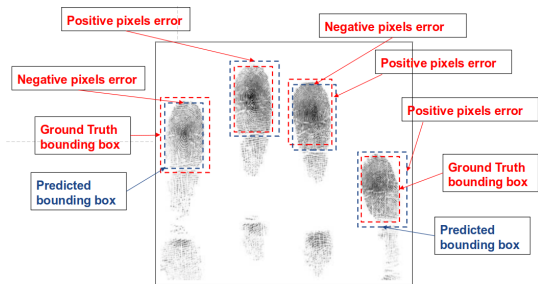 Positive pixels error
Negative pixels error
Negative pixels error
Positive pixels error
Positive pixels error
Ground Truth
bounding box
Ground Truth
bounding box
Predicted
bounding box
Predicted
bounding box